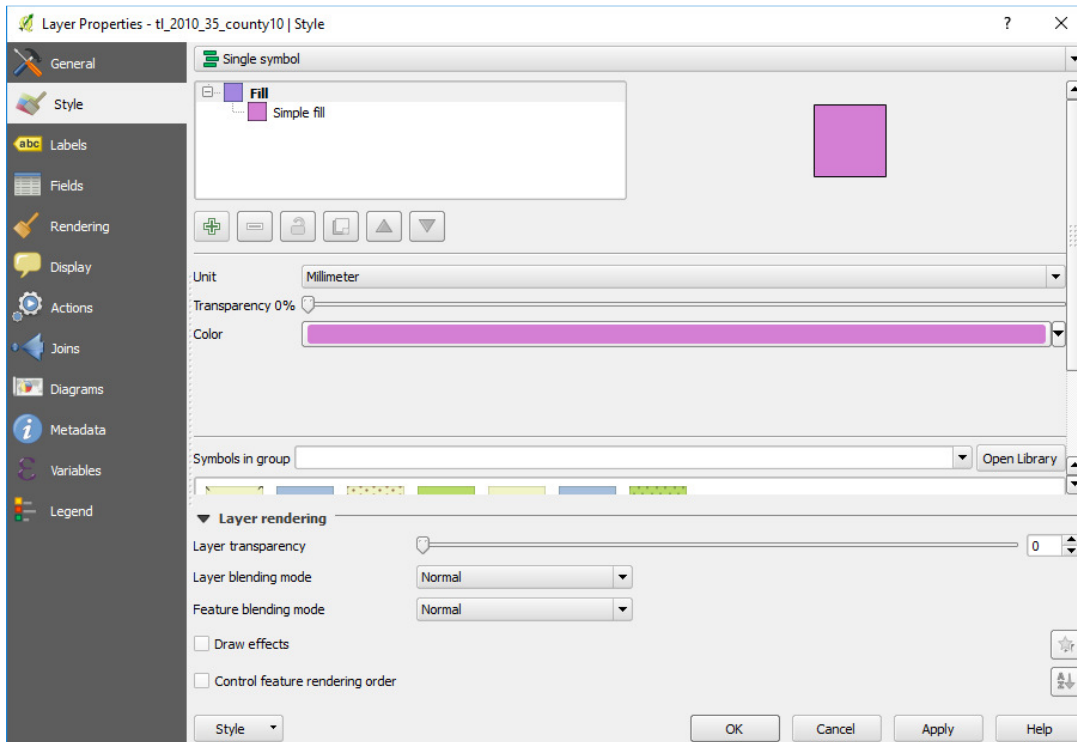 Layer Properties - tl_2010_35_county10 | Style
?
General
Style
Labels
abc
Fields
Rendering
Display
Actions
Joins
Diagrams
Metadata
Variables
Legend
Single symbol
Fill
Simple fill
Unit Millimeter
Transparency 0%
Color
Symbols in group Open Library
Layer rendering
Layer transparency 0
Layer blending mode Normal
Feature blending mode Normal
Draw effects
Control feature rendering order
A
Z
Style OK Cancel Apply Help